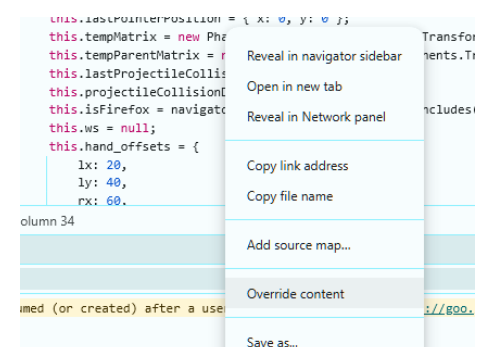 this.lastPointerPosition = { x: 0, y: 0 };
this.tempMatrix = new Pha
Transfor
this.tempParentMatrix = n
nents.Tr
this.lastProjectileCollis
this.projectileCollisionD
this.isFirefox = navigato
ncludes(
this.ws = null;
this.hand_offsets = {
lx: 20,
ly: 40,
rx: 60.
olumn 34
umed (or created) after a use
://goo.
Reveal in navigator sidebar
Open in new tab
Reveal in Network panel
Copy link address
Copy file name
Add source map...
Override content
Save as...